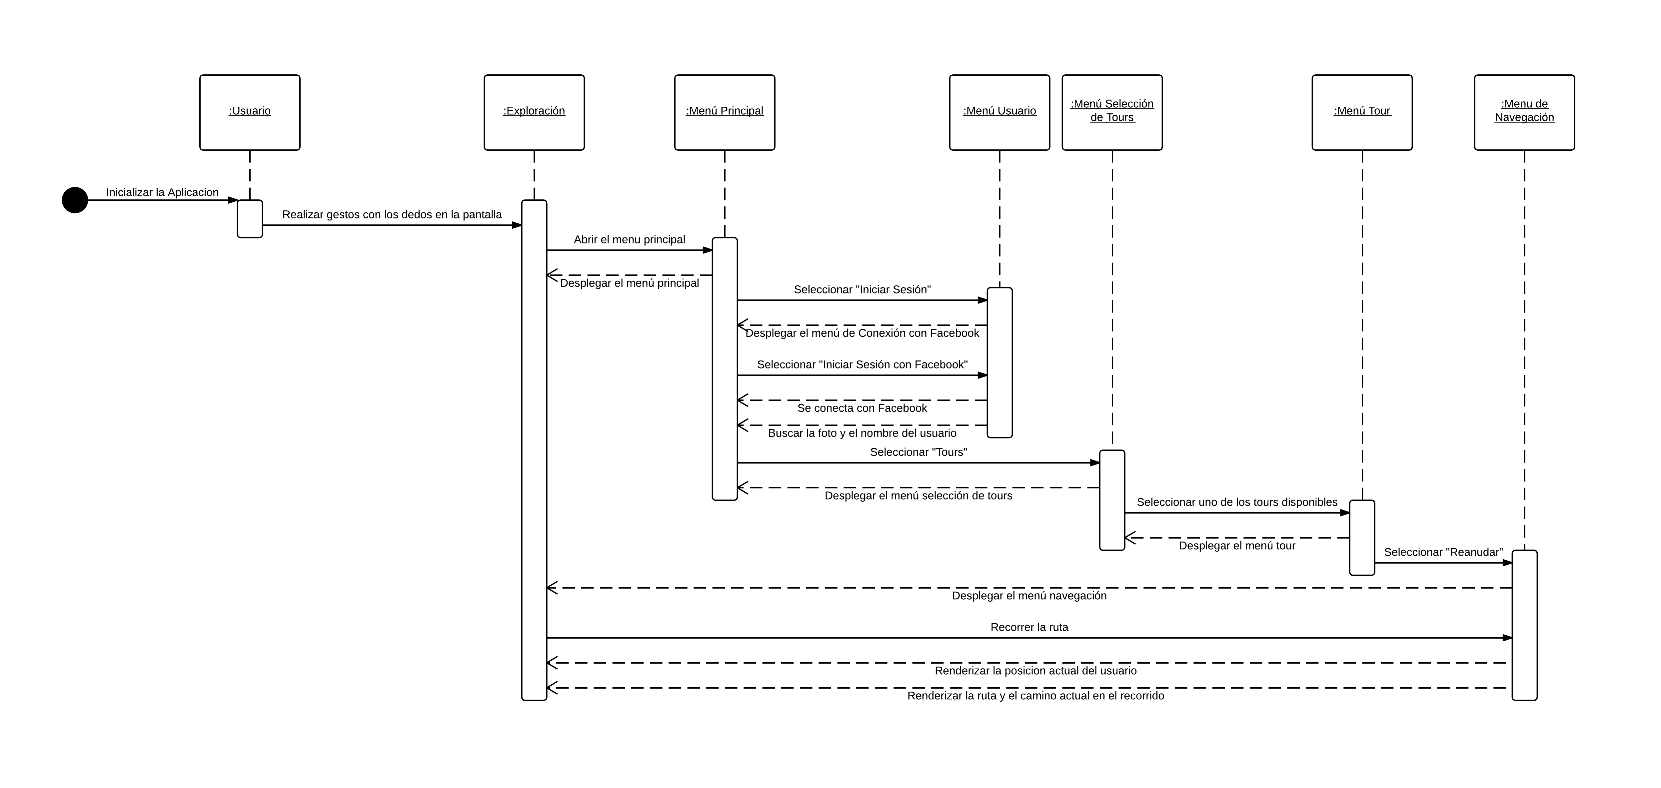 :Usuario
:Exploración
:Menú Principal
:Menú Usuario
:Menú Selección
de Tours
:Menú Tour
:Menu de
Navegación
Inicializar la Aplicacion
Realizar gestos con los dedos en la pantalla
Abrir el menu principal
Desplegar el menú principal
Seleccionar "Iniciar Sesión"
Desplegar el menú de Conexión con Facebook
Seleccionar "Iniciar Sesión con Facebook"
Se conecta con Facebook
Buscar la foto y el nombre del usuario
Seleccionar "Tours"
Desplegar el menú selección de tours
Seleccionar uno de los tours disponibles
Desplegar el menú tour
Seleccionar "Reanudar"
Desplegar el menú navegación
Recorrer la ruta
Renderizar la posicion actual del usuario
Renderizar la ruta y el camino actual en el recorrido